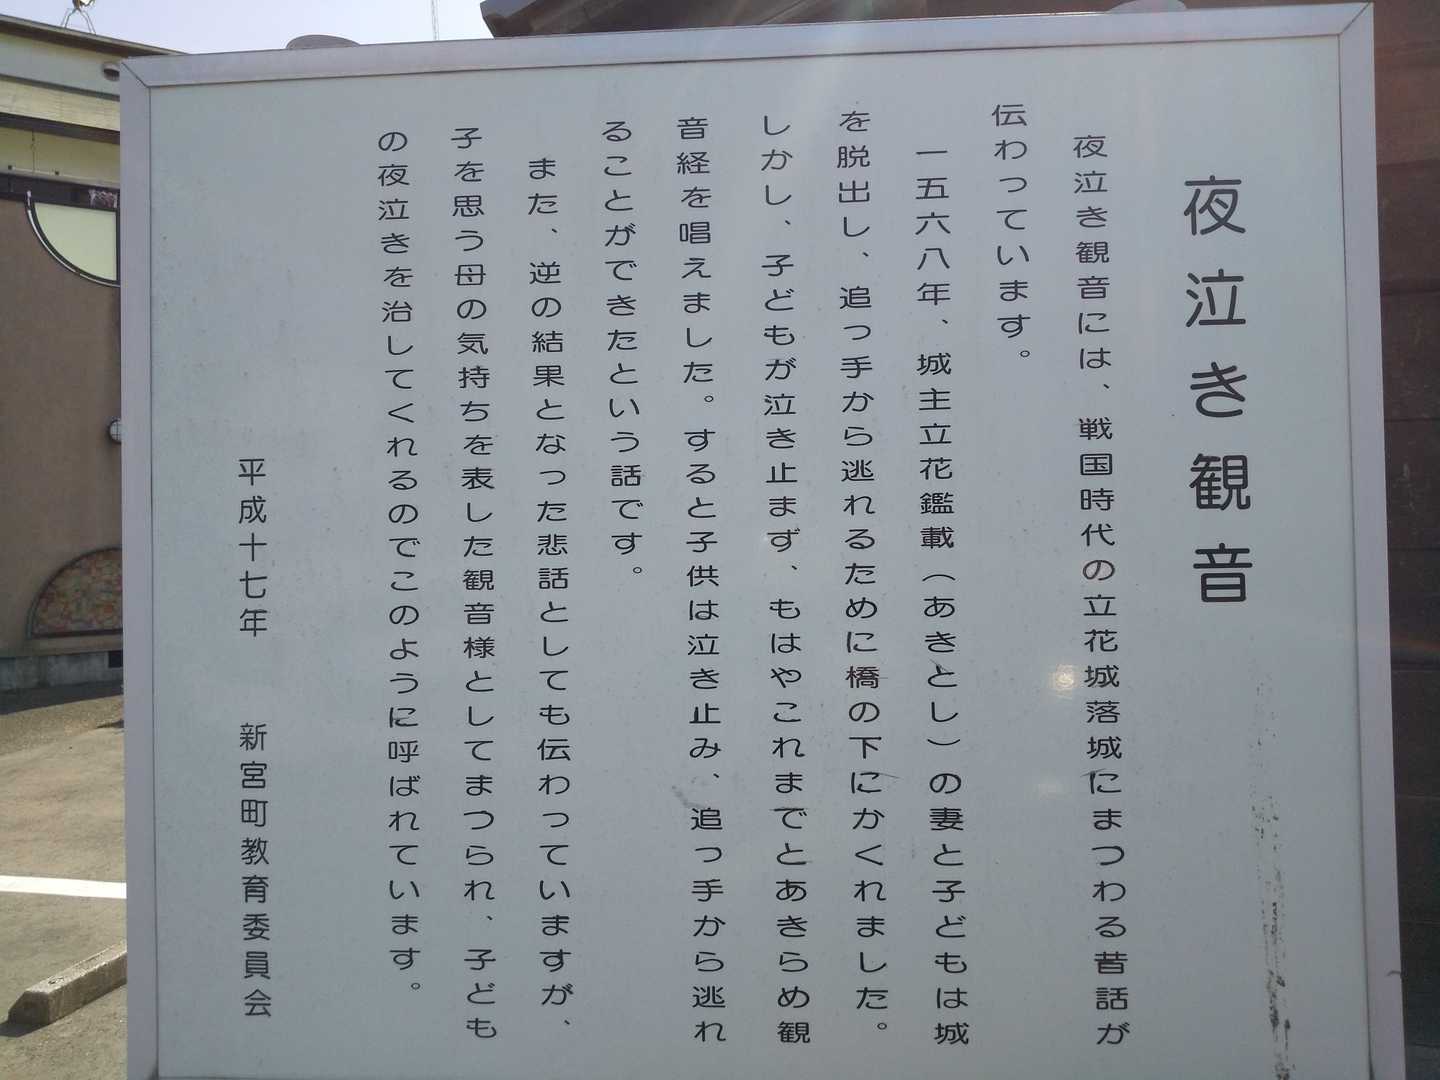 夜泣き観音
夜泣き観音には、戦国時代の立花城落城にまつわる昔話が
伝わっています。
一五六八年、城主立花鑑載（あきとし）の妻と子どもは城
を脱出し、追っ手から逃れるために橋の下にかくれました。
しかし、子どもが泣き止まず、もはやこれまでとあきらめ観
音経を唱えました。すると子供は泣き止み、追っ手から逃れ
ることができたという話です。
また、逆の結果となった悲話としても伝わっていますが、
子を思う母の気持ちを表した観音様としてまつられ、子ども
の夜泣きを治してくれるのでこのように呼ばれています。
平成十七年　新宮町教育委員会